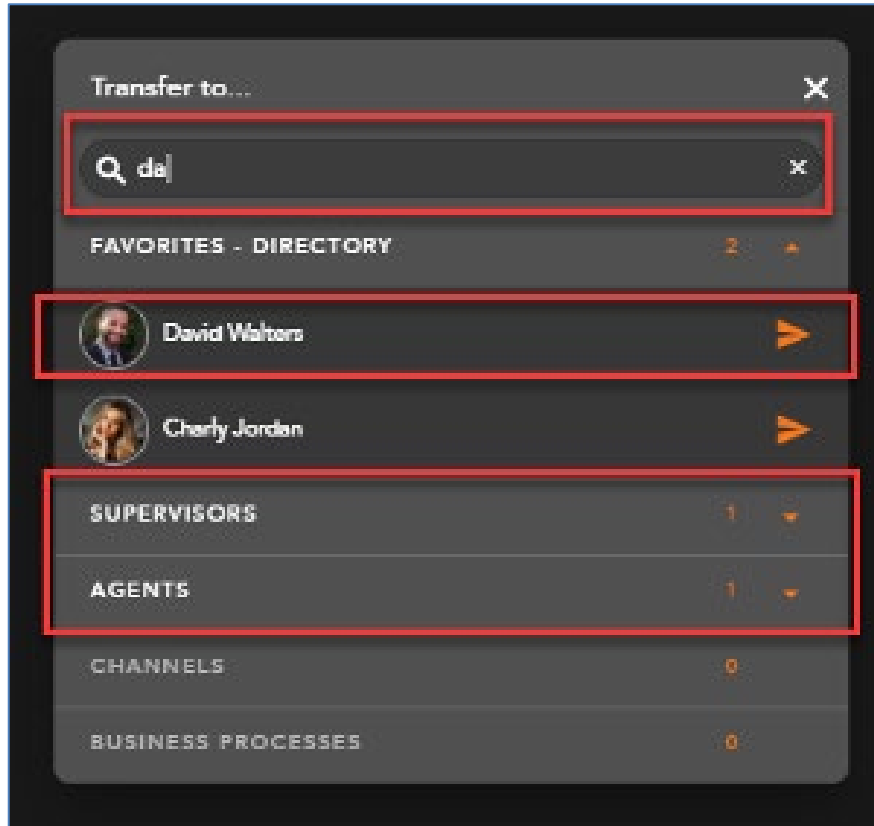 Transfer to...
da
FAVORITES - DIRECTORY 2
David Walters
Charly Jordan
SUPERVISORS 1
AGENTS 1
CHANNELS 0
BUSINESS PROCESSES 0